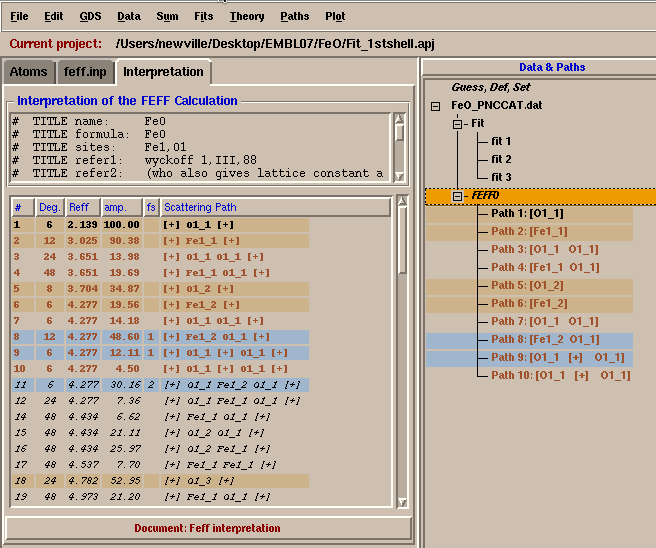 File Edit GDS Data Sum Fits Theory Paths Plot
Current project: /Users/newville/Desktop/EMBL07/FeO/Fit_1stshell.apj
Atoms feff.inp Interpretation
Interpretation of the FEFF Calculation
# TITLE name: FeO
# TITLE formula: FeO
# TITLE sites: Fe1,O1
# TITLE refer1: wyckoff 1,III,88
# TITLE refer2: (who also gives lattice constant a
# Deg. Reff amp. fs Scattering Path
1 6 2.139 100.00 [+] O1_1 [+]
2 12 3.025 90.38 [+] Fe1_1 [+]
3 24 3.651 13.98 [+] O1_1 O1_1 [+]
4 48 3.651 19.69 [+] Fe1_1 O1_1 [+]
5 8 3.704 34.87 [+] O1_2 [+]
6 6 4.277 19.56 [+] Fe1_2 [+]
7 6 4.277 14.18 [+] O1_1 O1_1 [+]
8 12 4.277 48.60 1 [+] Fe1_2 O1_1 [+]
9 6 4.277 12.11 1 [+] O1_1 [+] O1_1 [+]
10 6 4.277 4.50 [+] O1_1 [+] O1_1 [+]
11 6 4.277 30.16 2 [+] O1_1 Fe1_2 O1_1 [+]
12 24 4.277 7.36 [+] O1_1 Fe1_1 O1_1 [+]
14 48 4.434 6.62 [+] Fe1_1 O1_1 [+]
15 48 4.434 21.11 [+] O1_2 O1_1 [+]
16 48 4.434 25.97 [+] O1_2 Fe1_1 [+]
17 48 4.537 7.70 [+] Fe1_1 Fe1_1 [+]
18 24 4.782 52.95 [+] O1_3 [+]
19 48 4.973 21.20 [+] Fe1_1 O1_1 [+]
Document: Feff interpretation
Data & Paths
Guess, Def, Set
FeO_PNCCAT.dat
Fit
fit 1
fit 2
fit 3
FEFF0
Path 1: [O1_1]
Path 2: [Fe1_1]
Path 3: [O1_1 O1_1]
Path 4: [Fe1_1 O1_1]
Path 5: [O1_2]
Path 6: [Fe1_2]
Path 7: [O1_1 O1_1]
Path 8: [Fe1_2 O1_1]
Path 9: [O1_1 [+] O1_1]
Path 10: [O1_1 [+] O1_1]